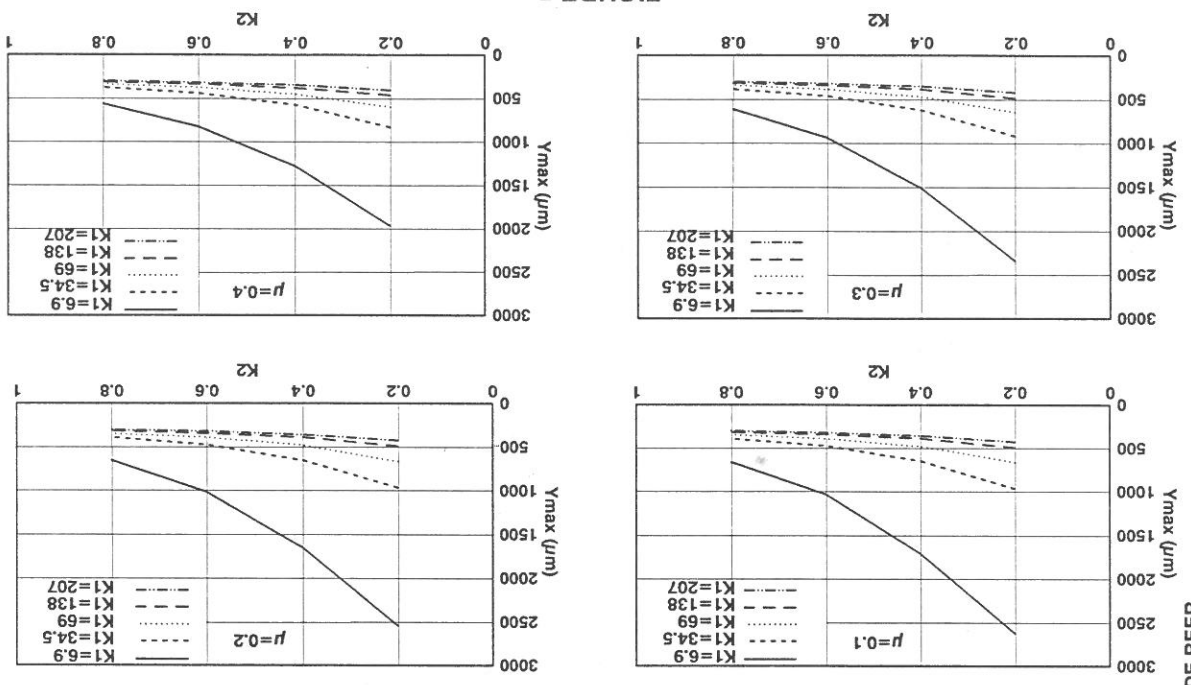 3000
2500
2000
1500
1000
500
0
Ymax (µm)
µ=0.1
K1=6.9
K1=34.5
K1=69
K1=138
K1=207
0 0.2 0.4 0.6 0.8 1
K2
3000
2500
2000
1500
1000
500
0
Ymax (µm)
µ=0.2
K1=6.9
K1=34.5
K1=69
K1=138
K1=207
0 0.2 0.4 0.6 0.8 1
K2
3000
2500
2000
1500
1000
500
0
Ymax (µm)
µ=0.3
K1=6.9
K1=34.5
K1=69
K1=138
K1=207
0 0.2 0.4 0.6 0.8 1
K2
3000
2500
2000
1500
1000
500
0
Ymax (µm)
µ=0.4
K1=6.9
K1=34.5
K1=69
K1=138
K1=207
0 0.2 0.4 0.6 0.8 1
K2